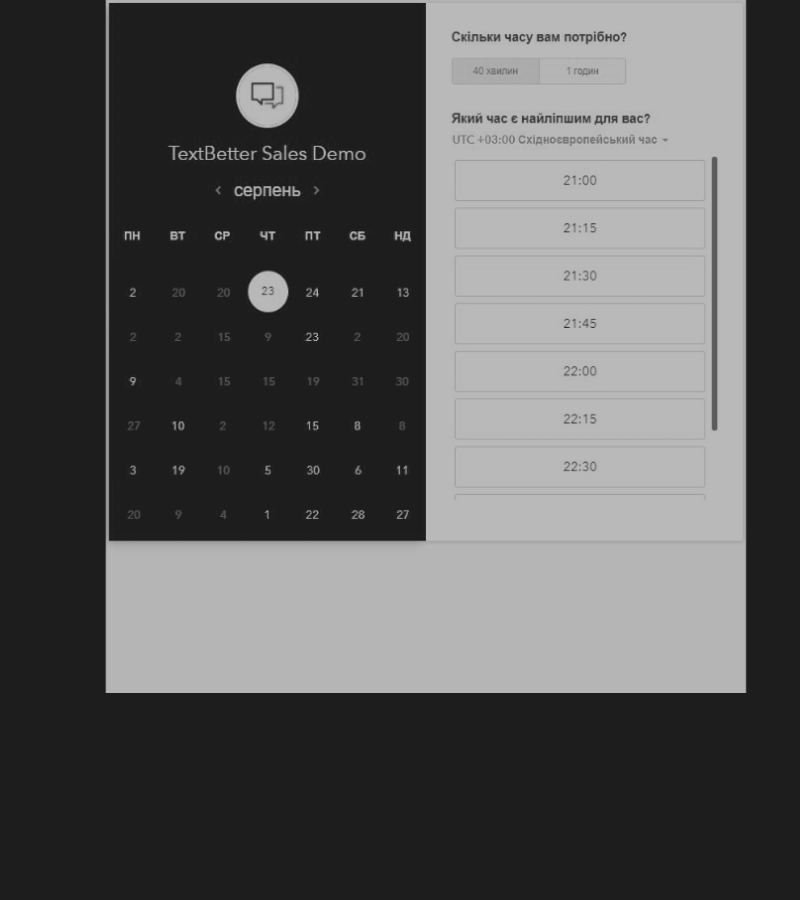 TextBetter Sales Demo
‹ серпень ›
ПН ВТ СР ЧТ ПТ СБ НД
2 20 20 23 24 21 13
2 2 15 9 23 2 20
9 4 15 15 19 31 30
27 10 2 12 15 8 8
3 19 10 5 30 6 11
20 9 4 1 22 28 27
Скільки часу вам потрібно?
40 хвилин 1 годин
Який час є найліпшим для вас?
UTC +03:00 Східноєвропейський час
21:00
21:15
21:30
21:45
22:00
22:15
22:30